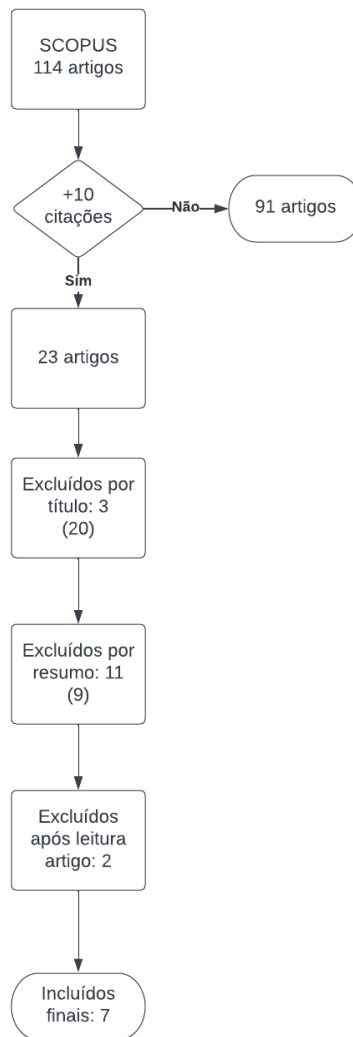 SCOPUS
114 artigos
+10
citações
Não
91 artigos
Sim
23 artigos
Excluídos por
título: 3
(20)
Excluídos por
resumo: 11
(9)
Excluídos
após leitura
artigo: 2
Incluídos
finais: 7